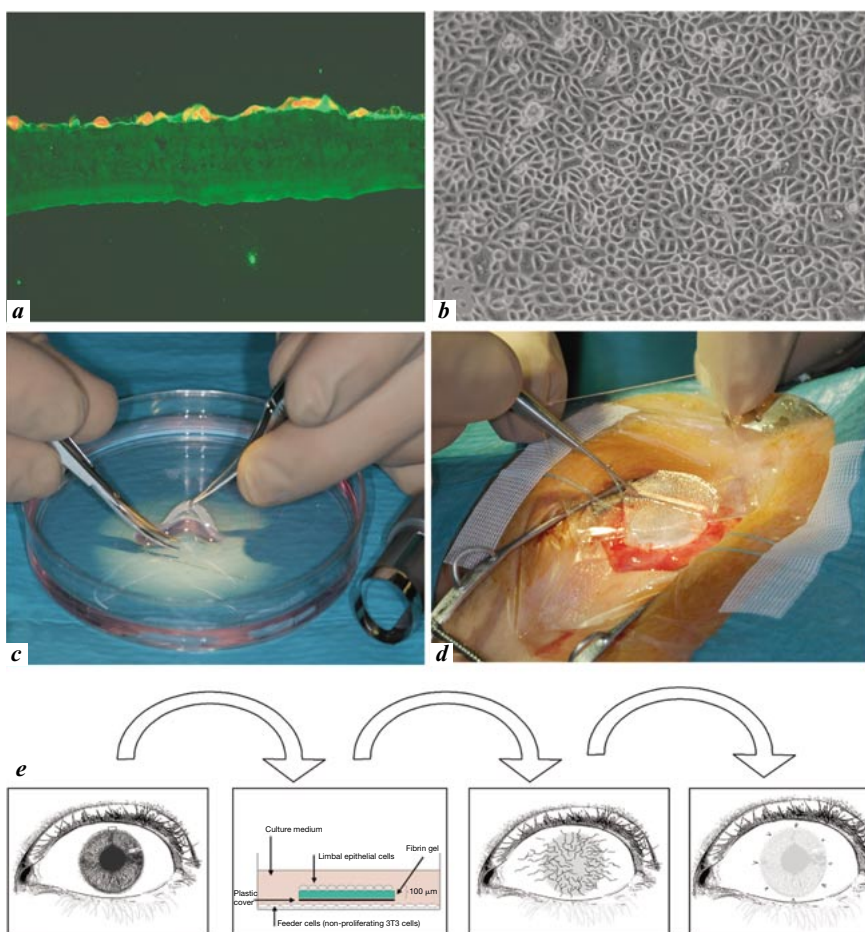 a
b
c
d
e
Culture medium
Limbal epithelial cells
Fibrin gel
Plastic
cover
100 μm
Feeder cells (non-proliferating 3T3 cells)